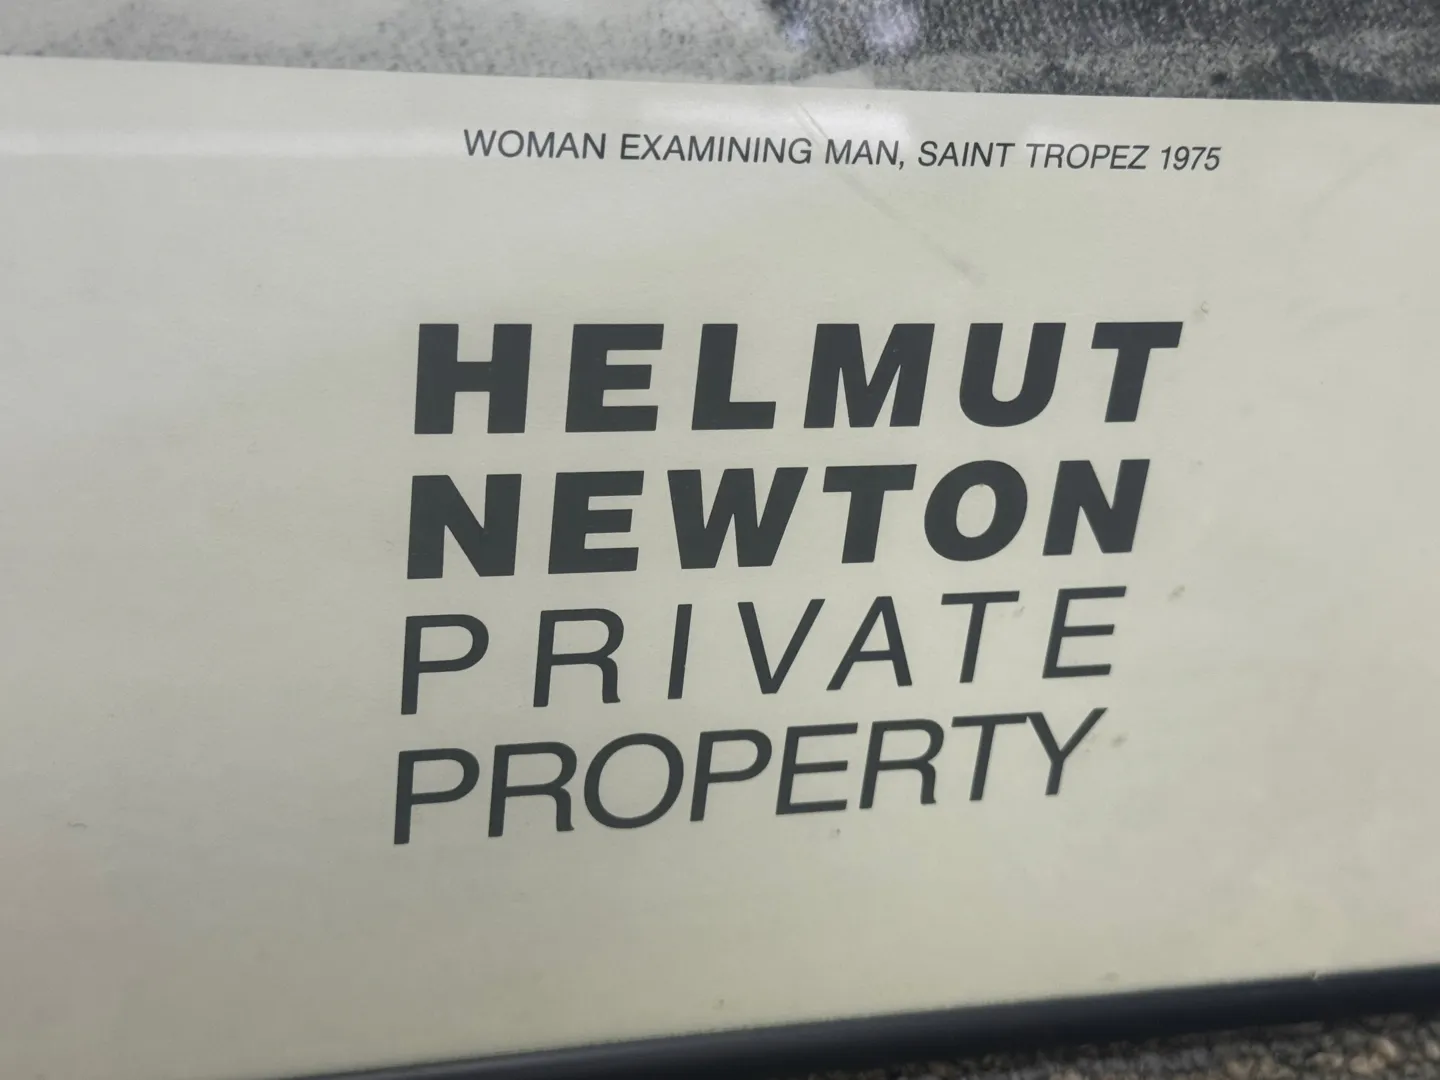 WOMAN EXAMINING MAN, SAINT TROPEZ 1975
HELMUT
NEWTON
PRIVATE
PROPERTY